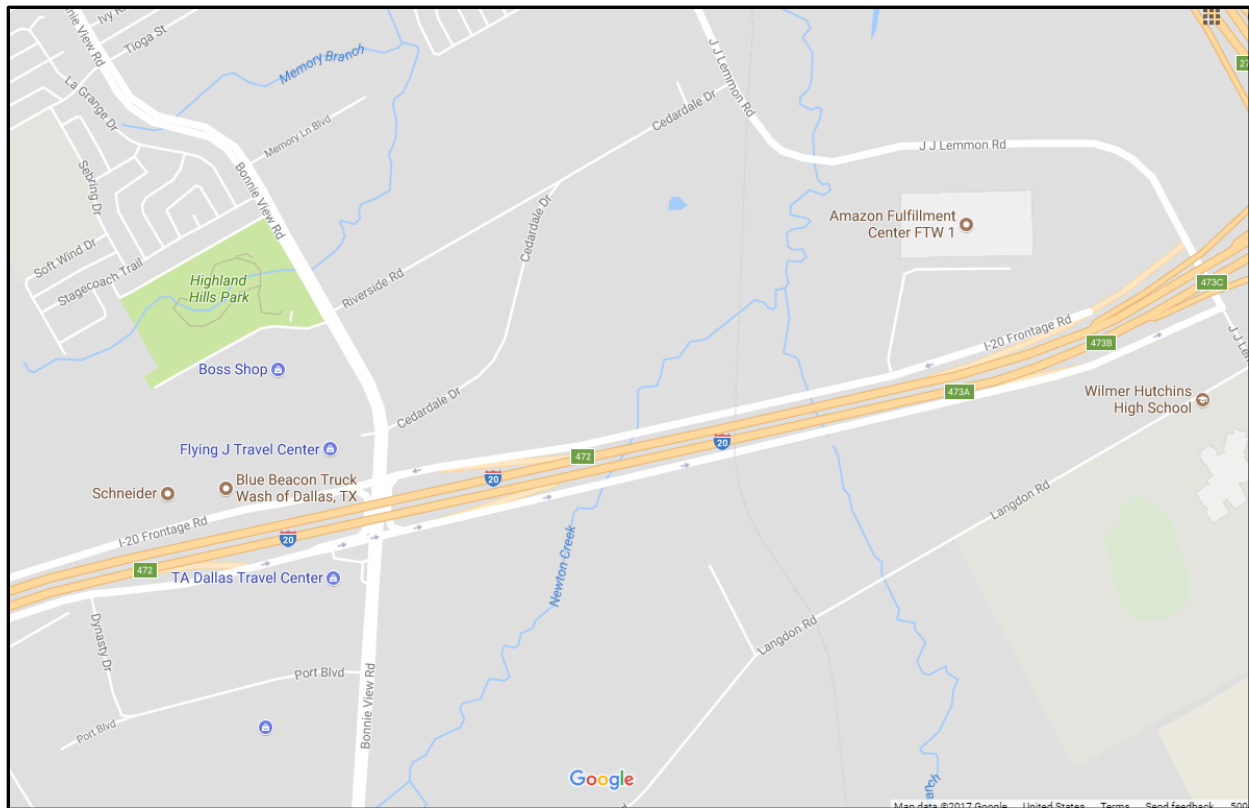 Tioga St
La Grange Dr
Memory Branch
Memory Ln Blvd
Bonnie View Rd
Sebring Dr
Soft Wind Dr
Stagecoach Trail
Highland
Hills Park
Riverside Rd
Cedardale Dr
Cedardale Dr
Cedardale Dr
J J Lemmon Rd
J J Lemmon Rd
Amazon Fulfillment
Center FTW 1
473C
I-20 Frontage Rd
473B
473A
Wilmer Hutchins
High School
Boss Shop
Flying J Travel Center
Blue Beacon Truck
Wash of Dallas, TX
Schneider
472
20
20
20
I-20 Frontage Rd
472
TA Dallas Travel Center
Dynasty Dr
Port Blvd
Port Blvd
Bonnie View Rd
Newton Creek
Langdon Rd
Langdon Rd
Google
Map data ©2017 Google United States Terms Send feedback